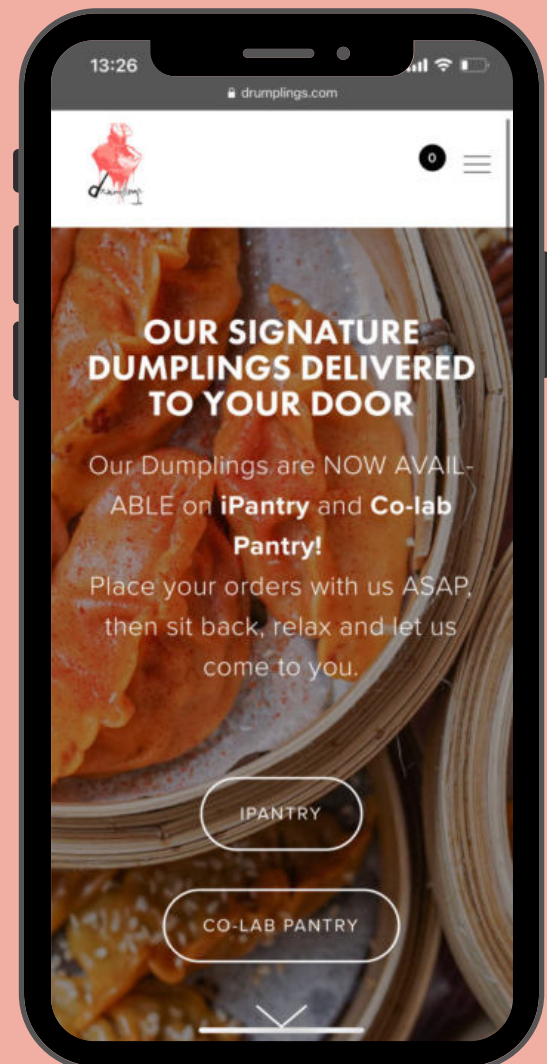 13:26
drumplings.com
drumplings
0
OUR SIGNATURE
DUMPLINGS DELIVERED
TO YOUR DOOR
Our Dumplings are NOW AVAIL-
ABLE on iPantry and Co-lab
Pantry!
Place your orders with us ASAP,
then sit back, relax and let us
come to you.
IPANTRY
CO-LAB PANTRY